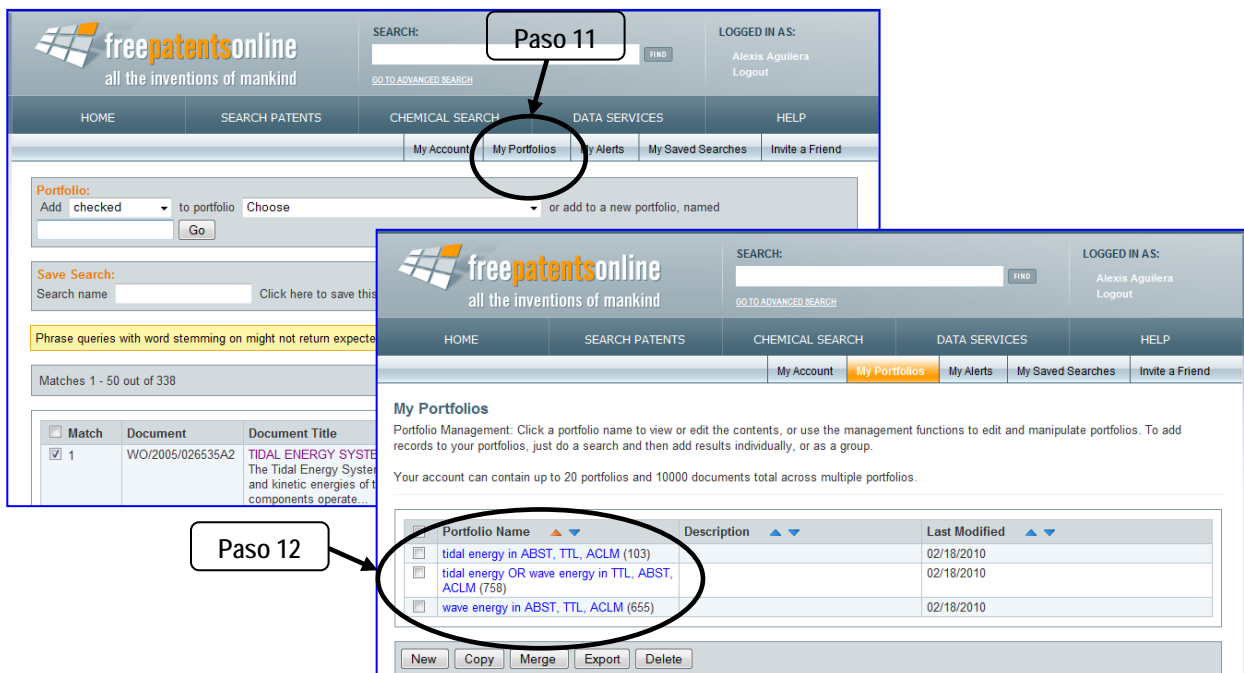 Paso 11
freepatentsonline
all the inventions of mankind
SEARCH:
FIND
GO TO ADVANCED SEARCH
LOGGED IN AS:
Alexis Aguilera
Logout
HOME SEARCH PATENTS CHEMICAL SEARCH DATA SERVICES HELP
My Account My Portfolios My Alerts My Saved Searches Invite a Friend
Portfolio:
Add checked to portfolio Choose or add to a new portfolio, named
Go
Save Search:
Search name Click here to save this
Phrase queries with word stemming on might not return expecte
Matches 1 - 50 out of 338
Match Document Document Title
1 WO/2005/026535A2 TIDAL ENERGY SYSTE
The Tidal Energy System
and kinetic energies of t
components operate...
Paso 12
freepatentsonline
all the inventions of mankind
SEARCH:
FIND
GO TO ADVANCED SEARCH
LOGGED IN AS:
Alexis Aguilera
Logout
HOME SEARCH PATENTS CHEMICAL SEARCH DATA SERVICES HELP
My Account My Portfolios My Alerts My Saved Searches Invite a Friend
My Portfolios
Portfolio Management: Click a portfolio name to view or edit the contents, or use the management functions to edit and manipulate portfolios. To add
records to your portfolios, just do a search and then add results individually, or as a group.
Your account can contain up to 20 portfolios and 10000 documents total across multiple portfolios.
Portfolio Name Description Last Modified
tidal energy in ABST, TTL, ACLM (103) 02/18/2010
tidal energy OR wave energy in TTL, ABST, 02/18/2010
ACLM (758)
wave energy in ABST, TTL, ACLM (655) 02/18/2010
New Copy Merge Export Delete